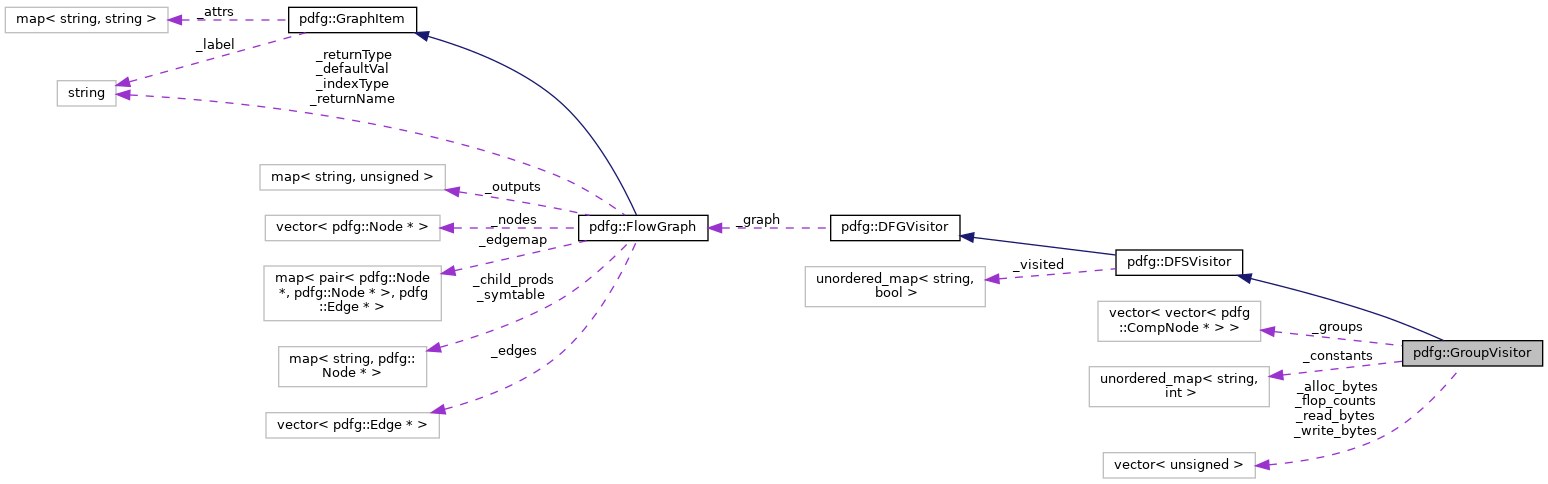 map< string, string >
_attrs
pdfg::GraphItem
_label
string
_returnType
_defaultVal
_indexType
_returnName
map< string, unsigned >
_outputs
vector< pdfg::Node * >
_nodes
pdfg::FlowGraph
_edgemap
map< pair< pdfg::Node
*, pdfg::Node * >, pdfg
::Edge * >
_child_prods
_symtable
map< string, pdfg::
Node * >
_edges
vector< pdfg::Edge * >
_graph
pdfg::DFGVisitor
unordered_map< string,
bool >
_visited
pdfg::DFSVisitor
vector< vector< pdfg
::CompNode * > >
_groups
pdfg::GroupVisitor
_constants
unordered_map< string,
int >
_alloc_bytes
_flop_counts
_read_bytes
_write_bytes
vector< unsigned >